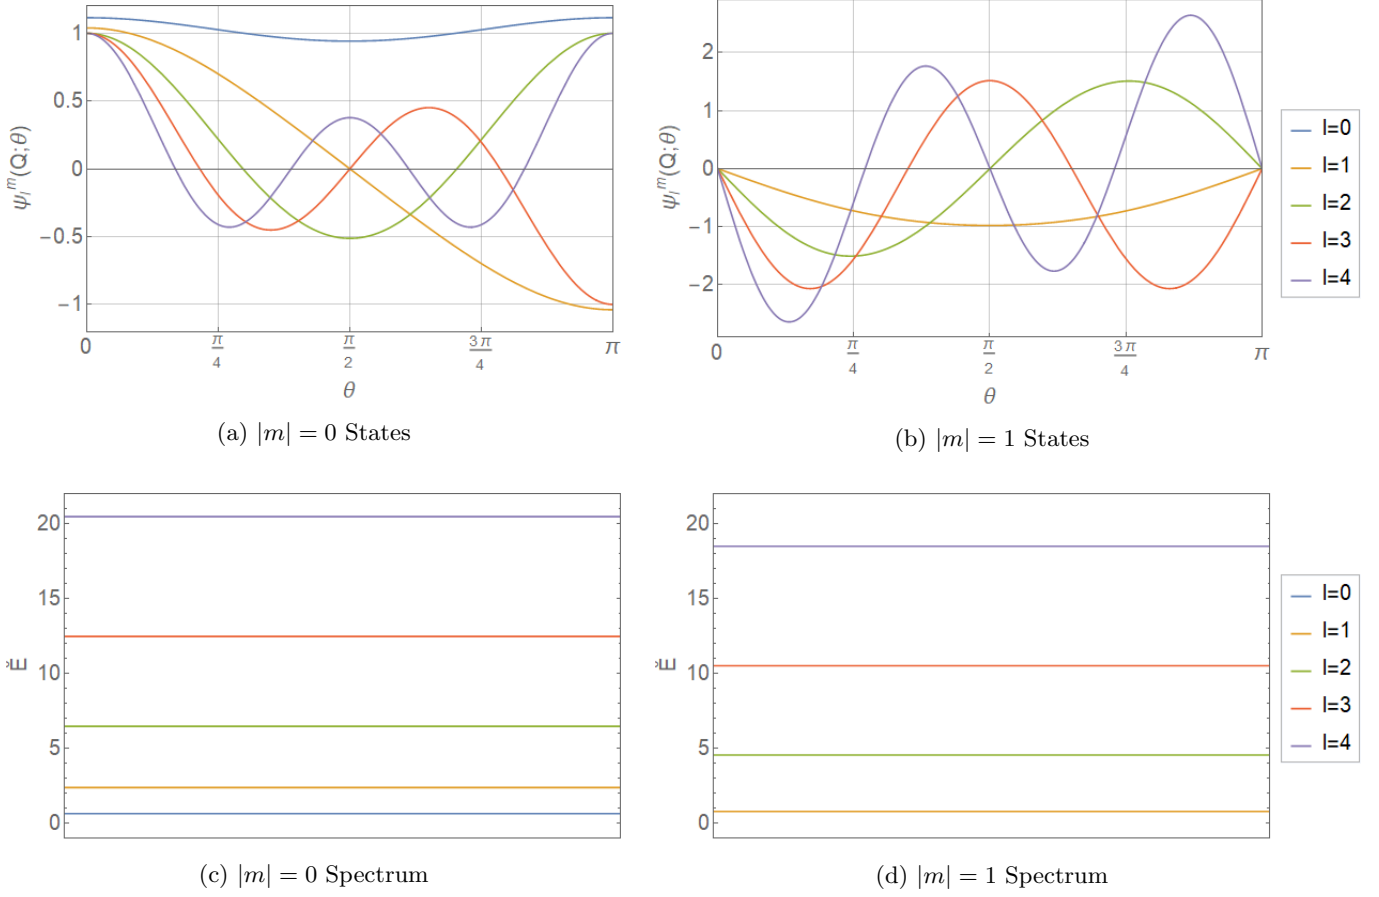 1
0.5
0
−0.5
−1
ψ_l^m(Q;θ)
0 π/4 π/2 3π/4 π
θ
(a) |m| = 0 States
2
1
0
−1
−2
ψ_l^m(Q;θ)
0 π/4 π/2 3π/4 π
θ
(b) |m| = 1 States
l=0
l=1
l=2
l=3
l=4
20
15
10
5
0
Ĕ
(c) |m| = 0 Spectrum
20
15
10
5
0
Ĕ
(d) |m| = 1 Spectrum
l=0
l=1
l=2
l=3
l=4